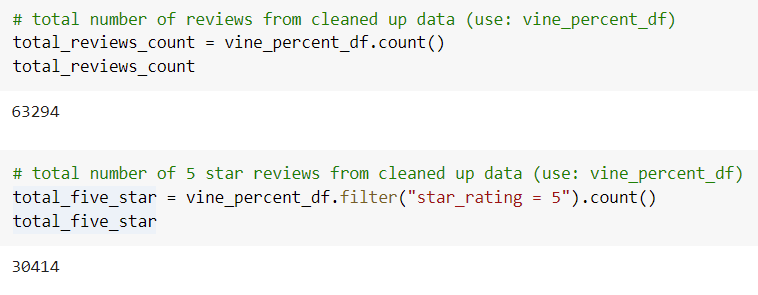 # total number of reviews from cleaned up data (use: vine_percent_df)
total_reviews_count = vine_percent_df.count()
total_reviews_count
63294
# total number of 5 star reviews from cleaned up data (use: vine_percent_df)
total_five_star = vine_percent_df.filter("star_rating = 5").count()
total_five_star
30414